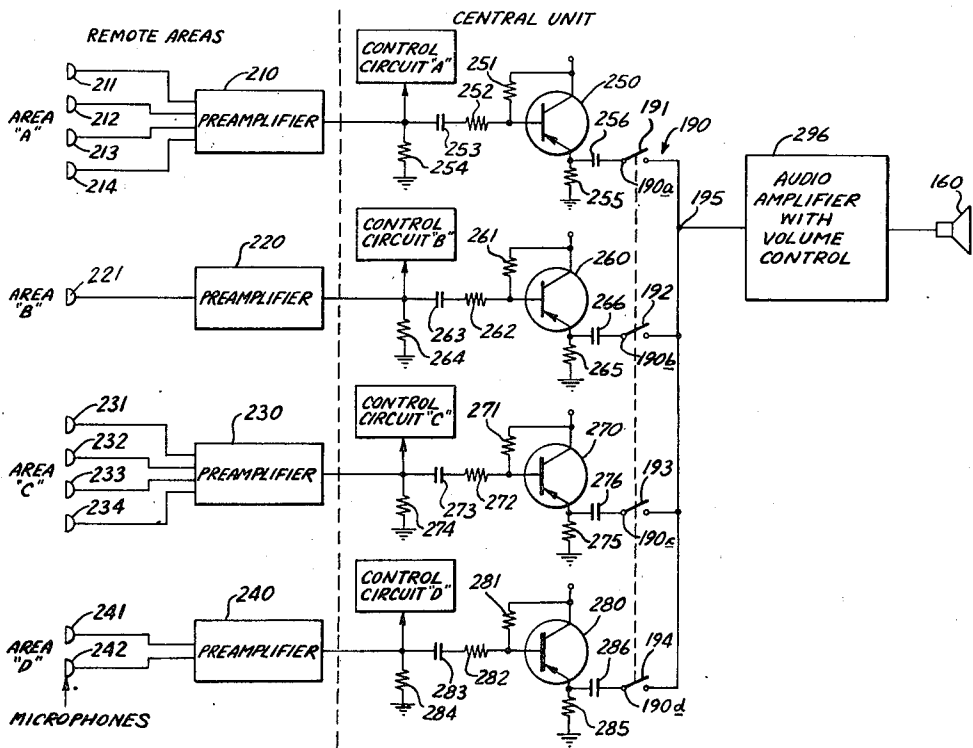 REMOTE AREAS
CENTRAL UNIT
AREA
"A"
211
212
213
214
210
PREAMPLIFIER
CONTROL
CIRCUIT "A"
251
252
253
254
250
256
255
191
190
190a
195
296
AUDIO
AMPLIFIER
WITH
VOLUME
CONTROL
160
AREA
"B"
221
220
PREAMPLIFIER
CONTROL
CIRCUIT "B"
261
263
262
264
260
266
265
192
190b
AREA
"C"
231
232
233
234
230
PREAMPLIFIER
CONTROL
CIRCUIT "C"
271
273
272
274
270
276
275
193
190c
AREA
"D"
241
242
MICROPHONES
240
PREAMPLIFIER
CONTROL
CIRCUIT "D"
281
283
282
284
280
286
285
194
190d